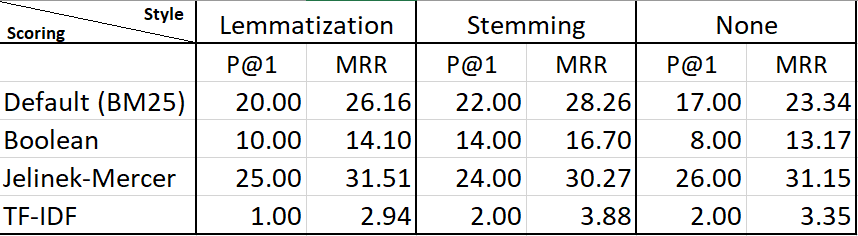 Style
Scoring
Lemmatization Stemming None
P@1 MRR P@1 MRR P@1 MRR
Default (BM25) 20.00 26.16 22.00 28.26 17.00 23.34
Boolean 10.00 14.10 14.00 16.70 8.00 13.17
Jelinek-Mercer 25.00 31.51 24.00 30.27 26.00 31.15
TF-IDF 1.00 2.94 2.00 3.88 2.00 3.35